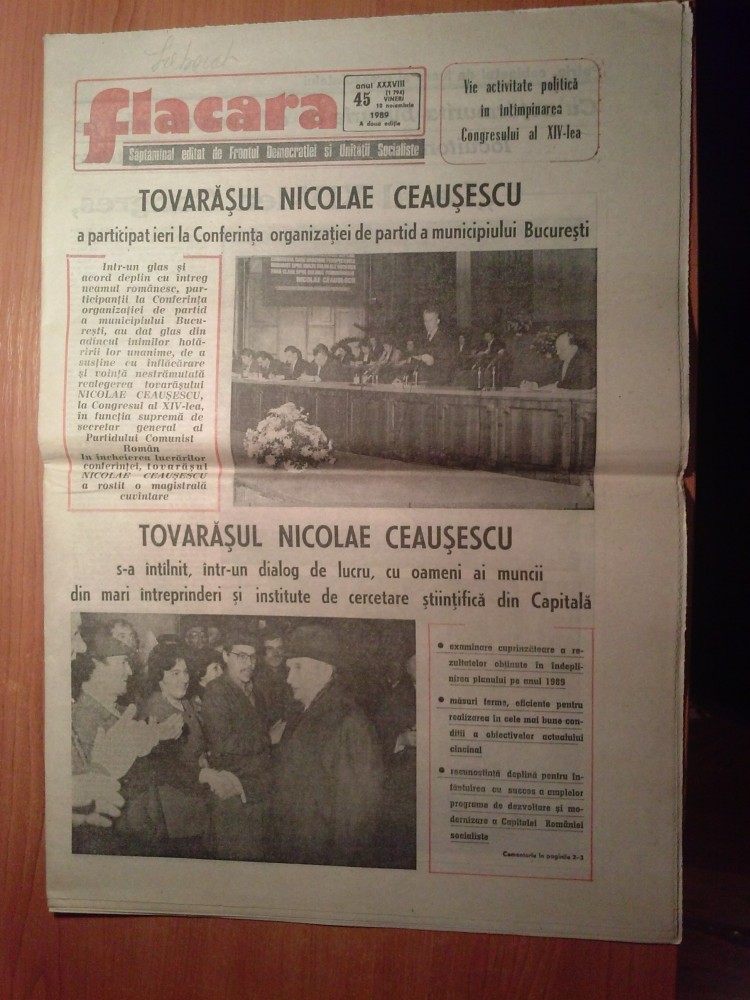 flacara
anul XXXVIII
45
(1 794)
VINERI
10 noiembrie
1989
A doua ediție
Săptămînal editat de Frontul Democrației și Unității Socialiste
Vie activitate politică
în întîmpinarea
Congresului al XIV-lea
TOVARĂȘUL NICOLAE CEAUȘESCU
a participat ieri la Conferința organizației de partid a municipiului București
Într-un glas și
acord deplin cu întreg
neamul românesc, par-
ticipanții la Conferința
organizației de partid
a municipiului Bucu-
rești, au dat glas din
adîncul inimilor hotă-
rîrii lor unanime, de a
susține cu înflăcărare
și voință nestrămutată
realegerea tovarășului
NICOLAE CEAUȘESCU,
la Congresul al XIV-lea,
în funcția supremă de
secretar general al
Partidului Comunist
Român
În încheierea lucrărilor
conferinței, tovarășul
NICOLAE CEAUȘESCU
a rostit o magistrală
cuvîntare
NICOLAE CEAUȘESCU
TOVARĂȘUL NICOLAE CEAUȘESCU
s-a întîlnit, într-un dialog de lucru, cu oameni ai muncii
din mari întreprinderi și institute de cercetare științifică din Capitală
● examinare cuprinzătoare a re-
zultatelor obținute în îndepli-
nirea planului pe anul 1989
● măsuri ferme, eficiente pentru
realizarea în cele mai bune con-
diții a obiectivelor actualului
cincinal
● recunoștință deplină pentru în-
făptuirea cu succes a amplelor
programe de dezvoltare și mo-
dernizare a Capitalei României
socialiste
Comentarii în paginile 2-3